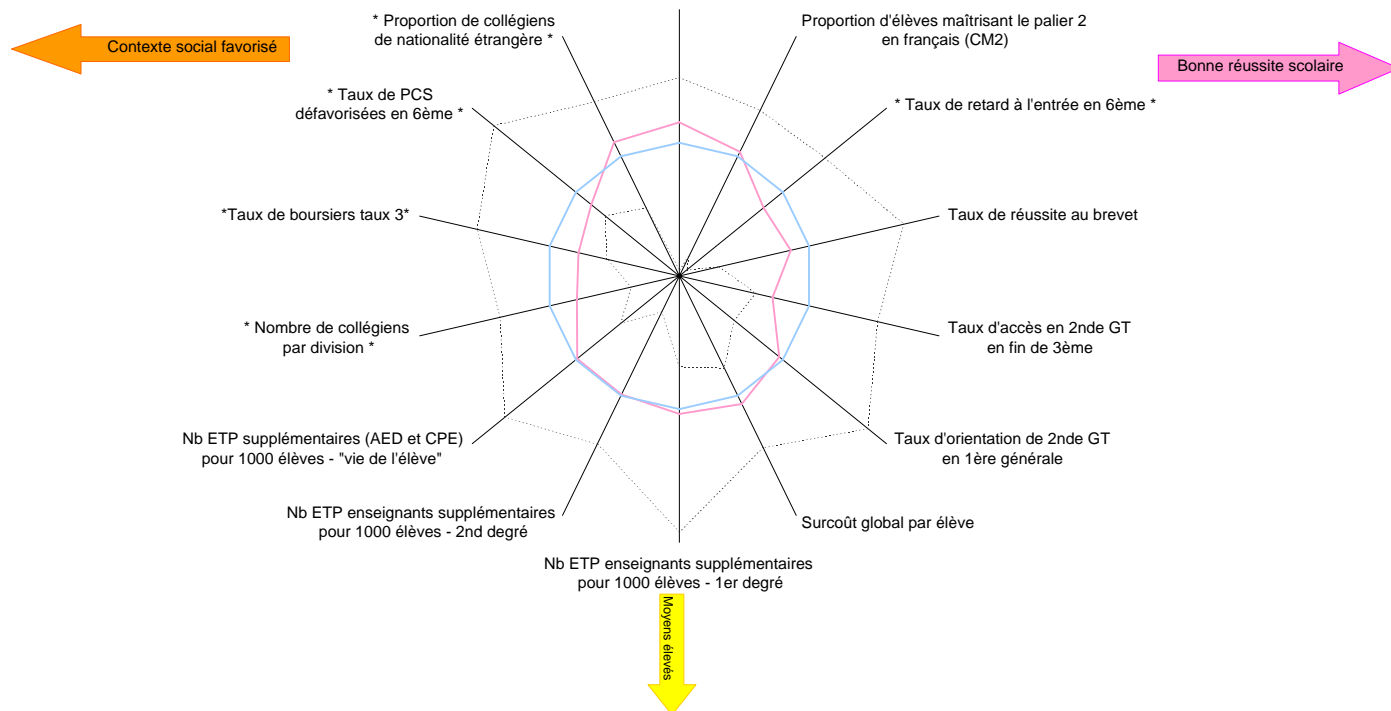 * Proportion de collégiens
de nationalité étrangère *
Proportion d'élèves maîtrisant le palier 2
en français (CM2)
Contexte social favorisé
Bonne réussite scolaire
* Taux de PCS
défavorisées en 6ème *
* Taux de retard à l'entrée en 6ème *
*Taux de boursiers taux 3*
Taux de réussite au brevet
* Nombre de collégiens
par division *
Taux d'accès en 2nde GT
en fin de 3ème
Nb ETP supplémentaires (AED et CPE)
pour 1000 élèves - "vie de l'élève"
Taux d'orientation de 2nde GT
en 1ère générale
Nb ETP enseignants supplémentaires
pour 1000 élèves - 2nd degré
Surcoût global par élève
Nb ETP enseignants supplémentaires
pour 1000 élèves - 1er degré
Moyens élevés